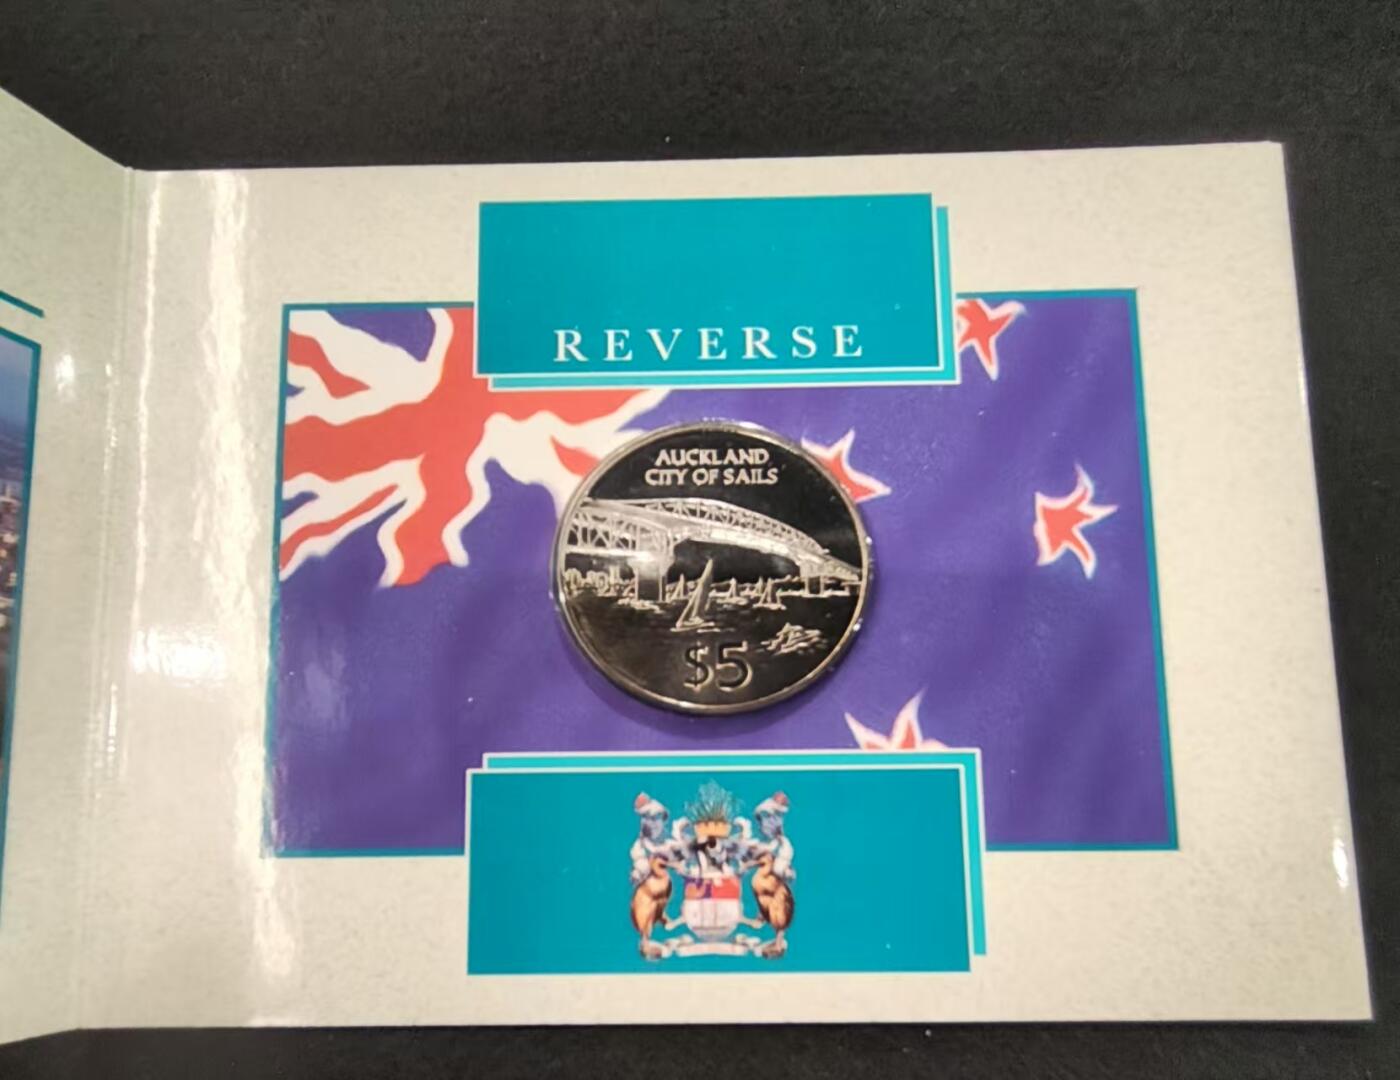 REVERSE
AUCKLAND
CITY OF SAILS
$5